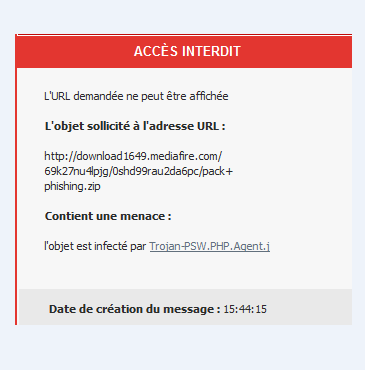 ACCÈS INTERDIT
L'URL demandée ne peut être affichée
L'objet sollicité à l'adresse URL :
http://download1649.mediafire.com/
69k27nu4lpjg/0shd99rau2da6pc/pack+
phishing.zip
Contient une menace :
l'objet est infecté par Trojan-PSW.PHP.Agent.j
Date de création du message : 15:44:15